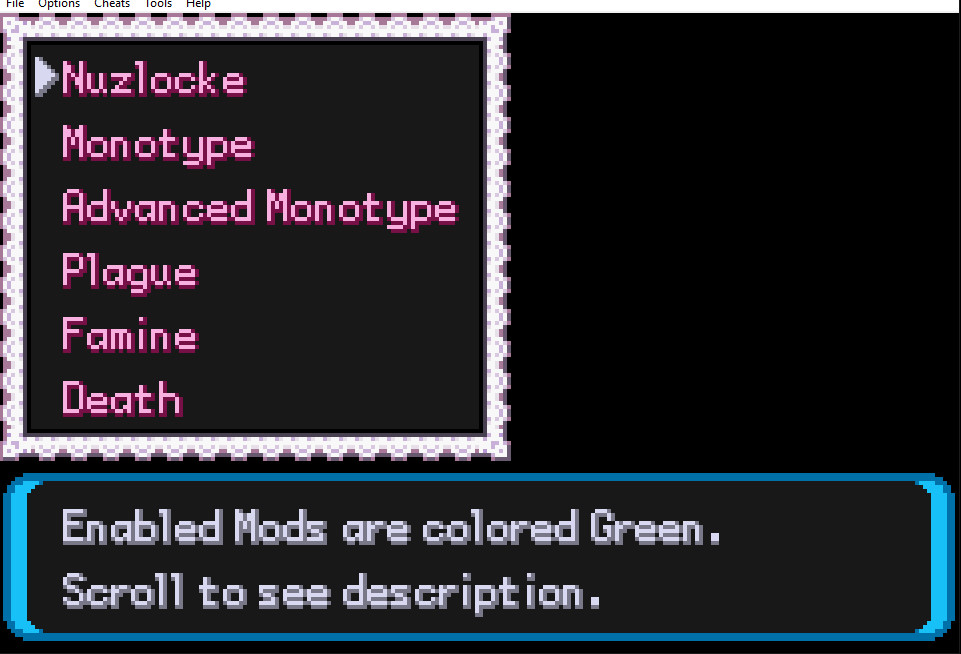 File Options Cheats Tools Help
Nuzlocke
Monotype
Advanced Monotype
Plague
Famine
Death
Enabled Mods are colored Green.
Scroll to see description.